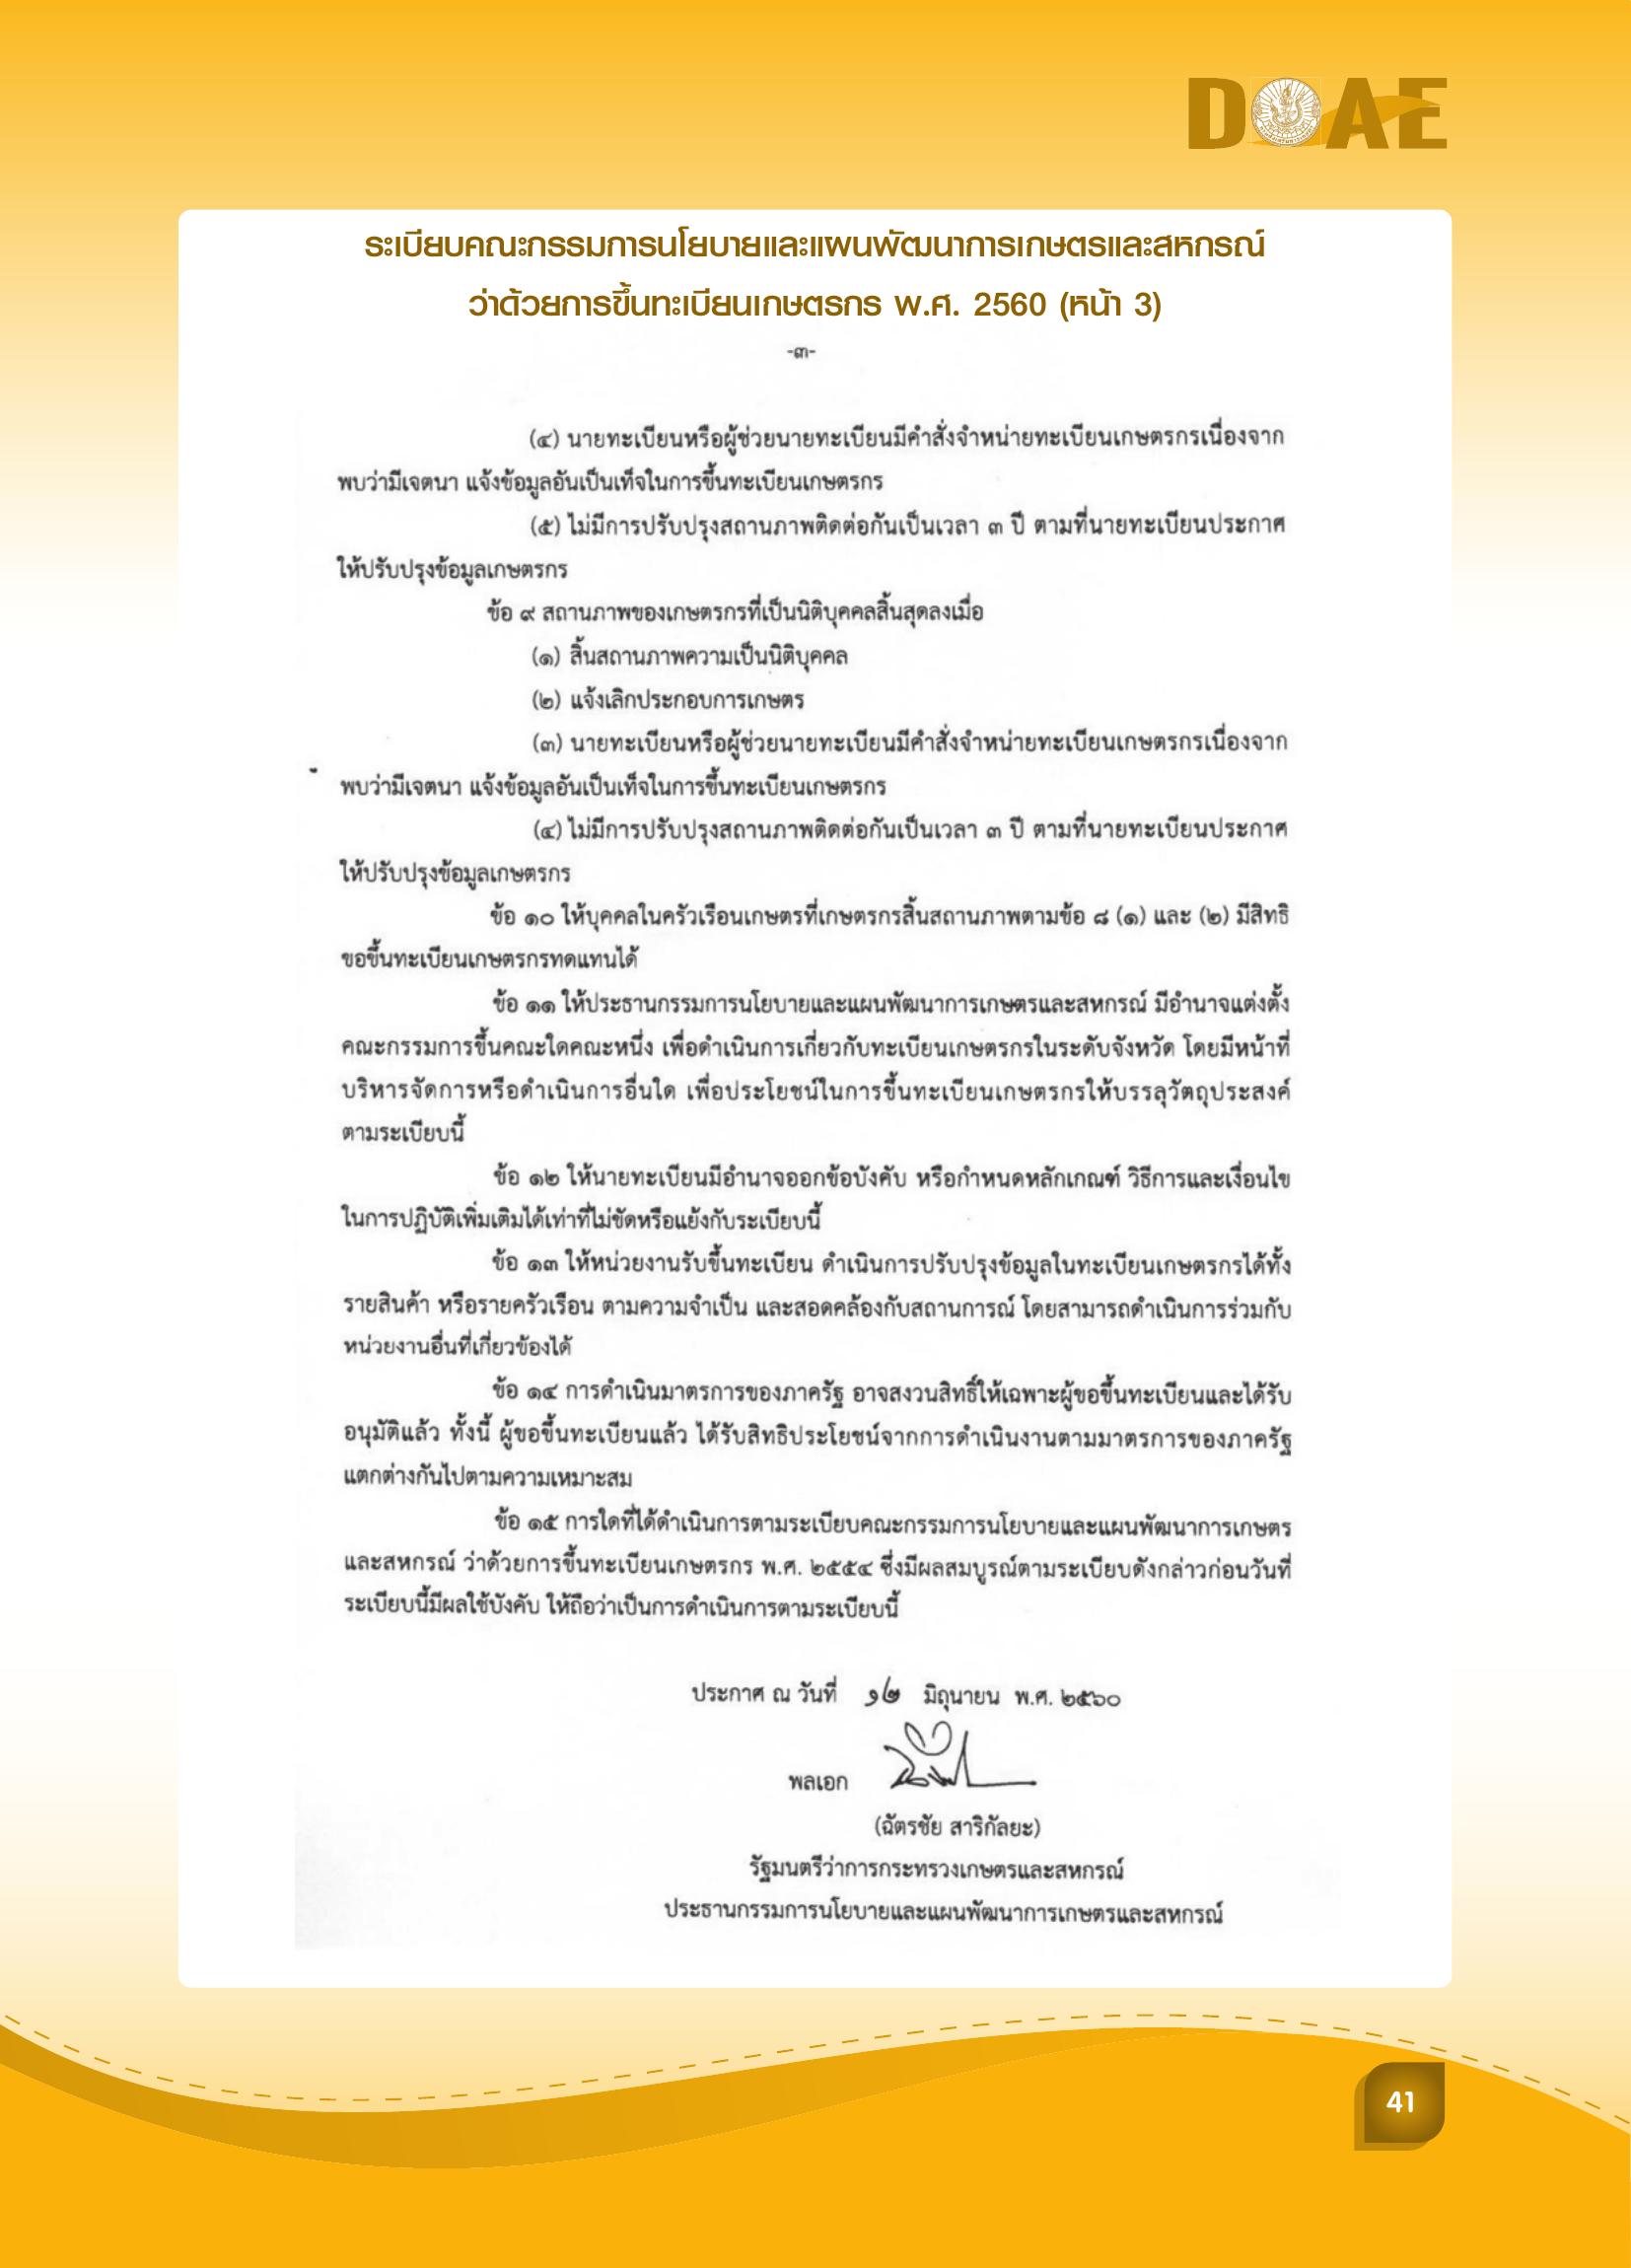 DOAE
ระเบียบคณะกรรมการนโยบายและแผนพัฒนาการเกษตรและสหกรณ์
ว่าด้วยการขึ้นทะเบียนเกษตรกร พ.ศ. 2560 (หน้า 3)
-๓-
(๔) นายทะเบียนหรือผู้ช่วยนายทะเบียนมีคำสั่งจำหน่ายทะเบียนเกษตรกรเนื่องจาก
พบว่ามีเจตนา แจ้งข้อมูลอันเป็นเท็จในการขึ้นทะเบียนเกษตรกร
(๕) ไม่มีการปรับปรุงสถานภาพติดต่อกันเป็นเวลา ๓ ปี ตามที่นายทะเบียนประกาศ
ให้ปรับปรุงข้อมูลเกษตรกร
ข้อ ๙ สถานภาพของเกษตรกรที่เป็นนิติบุคคลสิ้นสุดลงเมื่อ
(๑) สิ้นสถานภาพความเป็นนิติบุคคล
(๒) แจ้งเลิกประกอบการเกษตร
(๓) นายทะเบียนหรือผู้ช่วยนายทะเบียนมีคำสั่งจำหน่ายทะเบียนเกษตรกรเนื่องจาก
พบว่ามีเจตนา แจ้งข้อมูลอันเป็นเท็จในการขึ้นทะเบียนเกษตรกร
(๔) ไม่มีการปรับปรุงสถานภาพติดต่อกันเป็นเวลา ๓ ปี ตามที่นายทะเบียนประกาศ
ให้ปรับปรุงข้อมูลเกษตรกร
ข้อ ๑๐ ให้บุคคลในครัวเรือนเกษตรที่เกษตรกรสิ้นสถานภาพตามข้อ ๘ (๑) และ (๒) มีสิทธิ
ขอขึ้นทะเบียนเกษตรกรทดแทนได้
ข้อ ๑๑ ให้ประธานกรรมการนโยบายและแผนพัฒนาการเกษตรและสหกรณ์ มีอำนาจแต่งตั้ง
คณะกรรมการขึ้นคณะใดคณะหนึ่ง เพื่อดำเนินการเกี่ยวกับทะเบียนเกษตรกรในระดับจังหวัด โดยมีหน้าที่
บริหารจัดการหรือดำเนินการอื่นใด เพื่อประโยชน์ในการขึ้นทะเบียนเกษตรกรให้บรรลุวัตถุประสงค์
ตามระเบียบนี้
ข้อ ๑๒ ให้นายทะเบียนมีอำนาจออกข้อบังคับ หรือกำหนดหลักเกณฑ์ วิธีการและเงื่อนไข
ในการปฏิบัติเพิ่มเติมได้เท่าที่ไม่ขัดหรือแย้งกับระเบียบนี้
ข้อ ๑๓ ให้หน่วยงานรับขึ้นทะเบียน ดำเนินการปรับปรุงข้อมูลในทะเบียนเกษตรกรได้ทั้ง
รายสินค้า หรือรายครัวเรือน ตามความจำเป็น และสอดคล้องกับสถานการณ์ โดยสามารถดำเนินการร่วมกับ
หน่วยงานอื่นที่เกี่ยวข้องได้
ข้อ ๑๔ การดำเนินมาตรการของภาครัฐ อาจสงวนสิทธิ์ให้เฉพาะผู้ขอขึ้นทะเบียนและได้รับ
อนุมัติแล้ว ทั้งนี้ ผู้ขอขึ้นทะเบียนแล้ว ได้รับสิทธิประโยชน์จากการดำเนินงานตามมาตรการของภาครัฐ
แตกต่างกันไปตามความเหมาะสม
ข้อ ๑๕ การใดที่ได้ดำเนินการตามระเบียบคณะกรรมการนโยบายและแผนพัฒนาการเกษตร
และสหกรณ์ ว่าด้วยการขึ้นทะเบียนเกษตรกร พ.ศ. ๒๕๕๔ ซึ่งมีผลสมบูรณ์ตามระเบียบดังกล่าวก่อนวันที่
ระเบียบนี้มีผลใช้บังคับ ให้ถือว่าเป็นการดำเนินการตามระเบียบนี้
ประกาศ ณ วันที่ ๑๒ มิถุนายน พ.ศ. ๒๕๖๐
พลเอก
(ฉัตรชัย สาริกัลยะ)
รัฐมนตรีว่าการกระทรวงเกษตรและสหกรณ์
ประธานกรรมการนโยบายและแผนพัฒนาการเกษตรและสหกรณ์
41